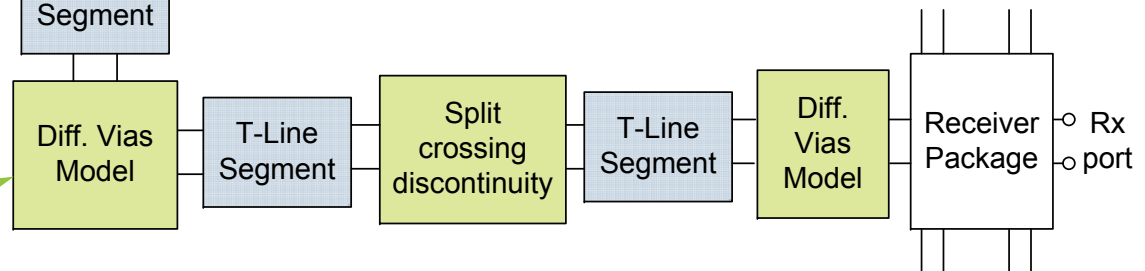 Segment
Diff. Vias
Model
T-Line
Segment
Split
crossing
discontinuity
T-Line
Segment
Diff.
Vias
Model
Receiver
Package
Rx
port